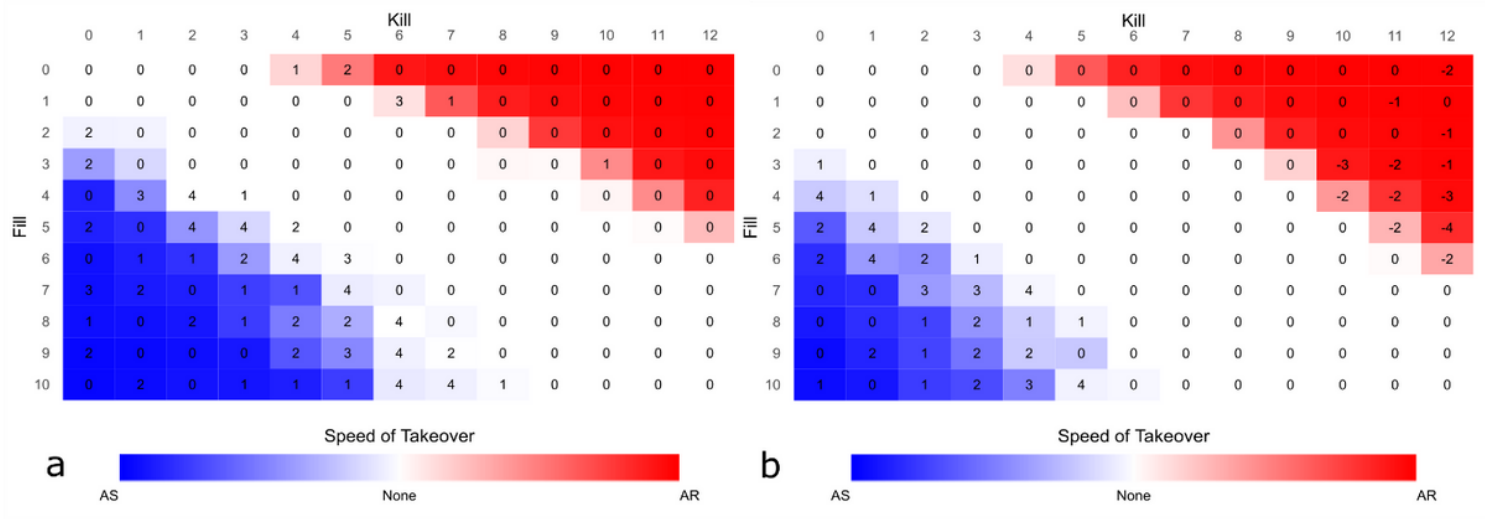 Kill
0 1 2 3 4 5 6 7 8 9 10 11 12
Fill
0 0 0 0 0 1 2 0 0 0 0 0 0 0
1 0 0 0 0 0 0 3 1 0 0 0 0 0
2 2 0 0 0 0 0 0 0 0 0 0 0 0
3 2 0 0 0 0 0 0 0 0 0 1 0 0
4 0 3 4 1 0 0 0 0 0 0 0 0 0
5 2 0 4 4 2 0 0 0 0 0 0 0 0
6 0 1 1 2 4 3 0 0 0 0 0 0 0
7 3 2 0 1 1 4 0 0 0 0 0 0 0
8 1 0 2 1 2 2 4 0 0 0 0 0 0
9 2 0 0 0 2 3 4 2 0 0 0 0 0
10 0 2 0 1 1 1 4 4 1 0 0 0 0
Speed of Takeover
a
AS None AR
Kill
0 1 2 3 4 5 6 7 8 9 10 11 12
Fill
0 0 0 0 0 0 0 0 0 0 0 0 0 -2
1 0 0 0 0 0 0 0 0 0 0 0 -1 0
2 0 0 0 0 0 0 0 0 0 0 0 0 -1
3 1 0 0 0 0 0 0 0 0 0 -3 -2 -1
4 4 1 0 0 0 0 0 0 0 0 -2 -2 -3
5 2 4 2 0 0 0 0 0 0 0 0 -2 -4
6 2 4 2 1 0 0 0 0 0 0 0 0 -2
7 0 0 3 3 4 0 0 0 0 0 0 0 0
8 0 0 1 2 1 1 0 0 0 0 0 0 0
9 0 2 1 2 2 0 0 0 0 0 0 0 0
10 1 0 1 2 3 4 0 0 0 0 0 0 0
Speed of Takeover
b
AS None AR